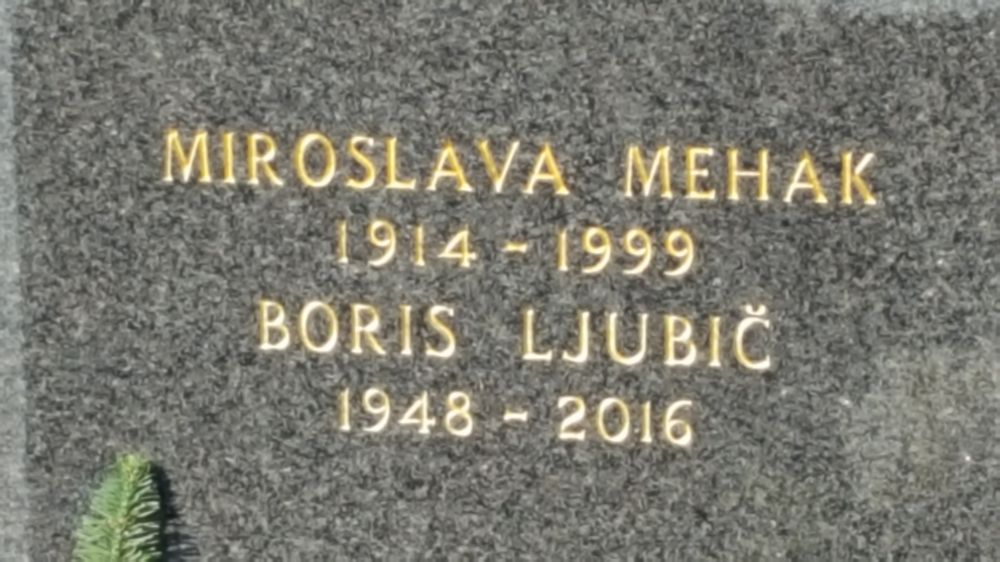 MIROSLAVA MEHAK
1914 - 1999
BORIS LJUBIČ
1948 - 2016